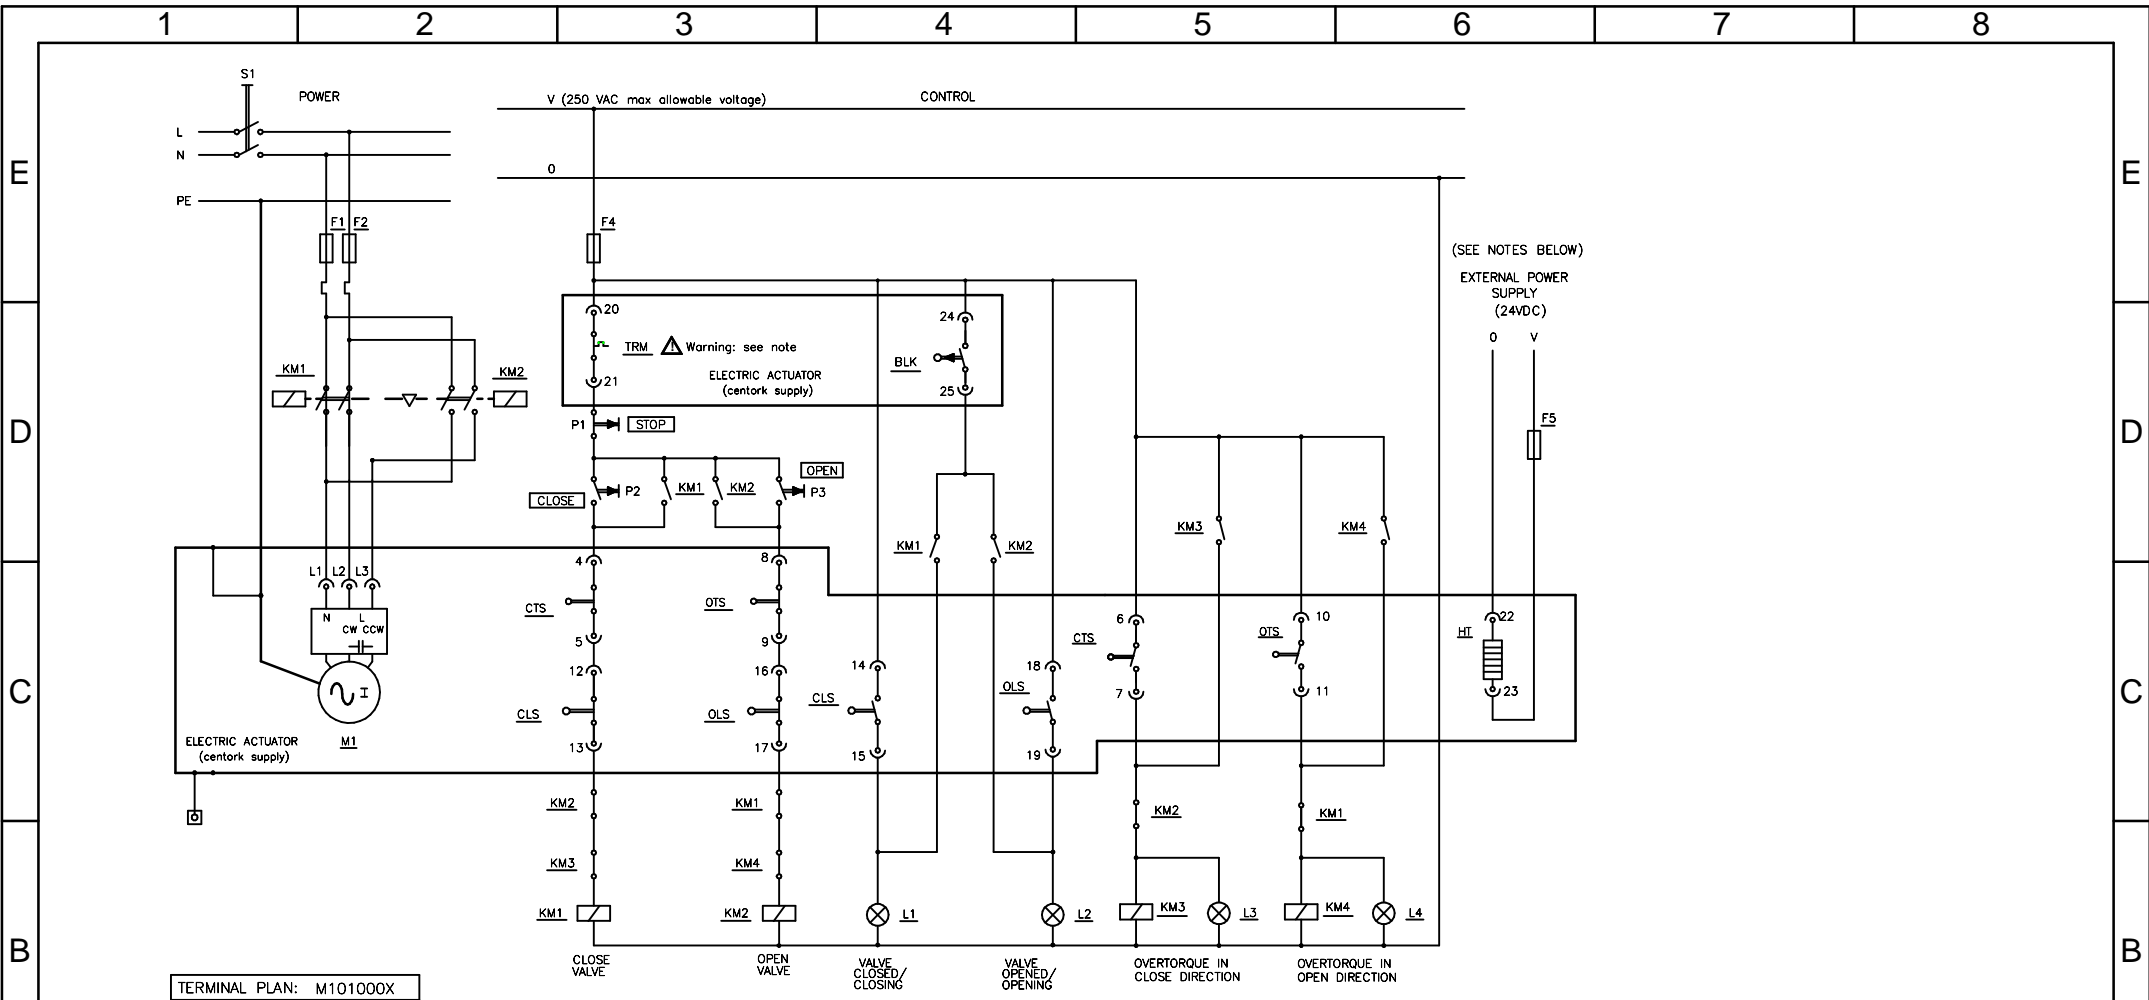 1 2 3 4 5 6 7 8
S1
POWER
V (250 VAC max allowable voltage)
CONTROL
L
N
E
0
E
PE
F1 F2
F4
(SEE NOTES BELOW)
EXTERNAL POWER
SUPPLY
(24VDC)
20
24
TRM
Warning: see note
0 V
BLK
KM1
KM2
21
ELECTRIC ACTUATOR
(centork supply)
25
D
P1
STOP
F5
D
OPEN
CLOSE
P2
KM1
KM2
P3
KM3
KM4
KM1
KM2
4
8
L1 L2 L3
N L
CW CCW
CTS
OTS
6
10
22
5
9
CTS
OTS
HT
12
16
14
18
C
I
7
11
23
C
CLS
OLS
CLS
OLS
M1
ELECTRIC ACTUATOR
(centork supply)
13
17
15
19
KM2
KM1
KM2
KM1
KM3
KM4
KM1
KM2
L1
L2
KM3
L3
KM4
L4
B
B
CLOSE
VALVE
OPEN
VALVE
VALVE
CLOSED/
CLOSING
VALVE
OPENED/
OPENING
OVERTORQUE IN
CLOSE DIRECTION
OVERTORQUE IN
OPEN DIRECTION
TERMINAL PLAN: M101000X